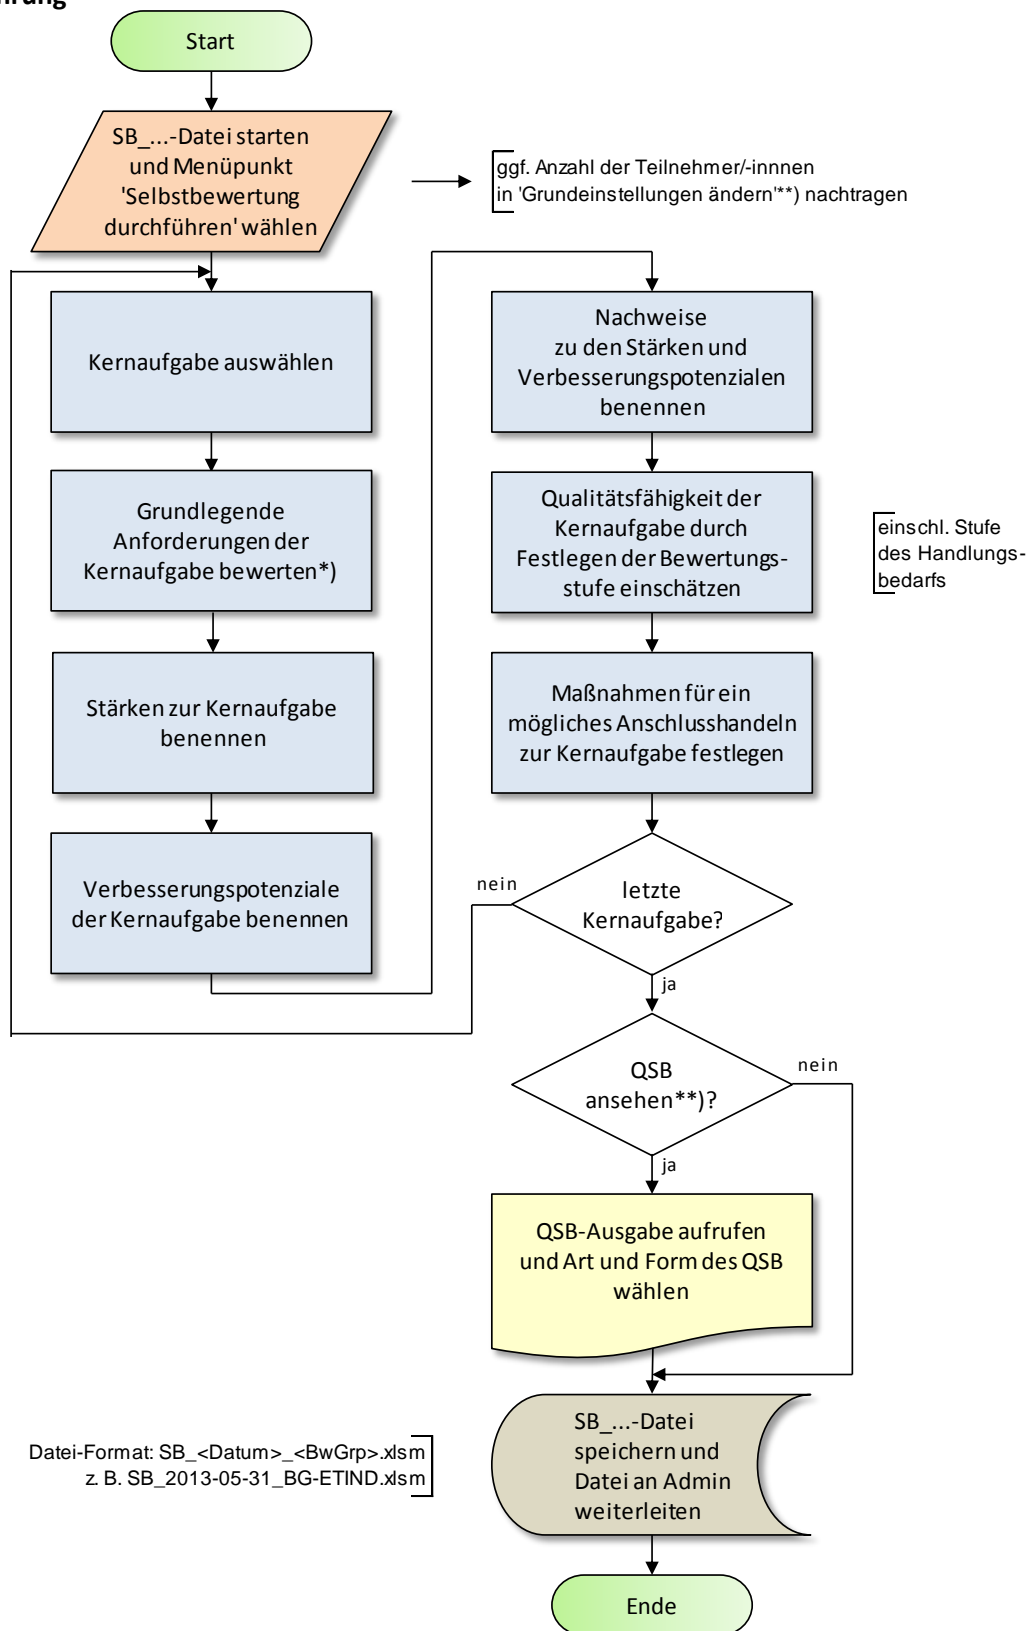 Start
SB_...-Datei starten
und Menüpunkt
'Selbstbewertung
durchführen' wählen
ggf. Anzahl der Teilnehmer/-innnen
in 'Grundeinstellungen ändern'**) nachtragen
Kernaufgabe auswählen
Grundlegende
Anforderungen der
Kernaufgabe bewerten*)
Stärken zur Kernaufgabe
benennen
Verbesserungspotenziale
der Kernaufgabe benennen
Nachweise
zu den Stärken und
Verbesserungspotenzialen
benennen
Qualitätsfähigkeit der
Kernaufgabe durch
Festlegen der Bewertungs-
stufe einschätzen
einschl. Stufe
des Handlungs-
bedarfs
Maßnahmen für ein
mögliches Anschlusshandeln
zur Kernaufgabe festlegen
nein
letzte
Kernaufgabe?
ja
QSB
ansehen**)?
nein
ja
QSB-Ausgabe aufrufen
und Art und Form des QSB
wählen
Datei-Format: SB_<Datum>_<BwGrp>.xlsm
z. B. SB_2013-05-31_BG-ETIND.xlsm
SB_...-Datei
speichern und
Datei an Admin
weiterleiten
Ende